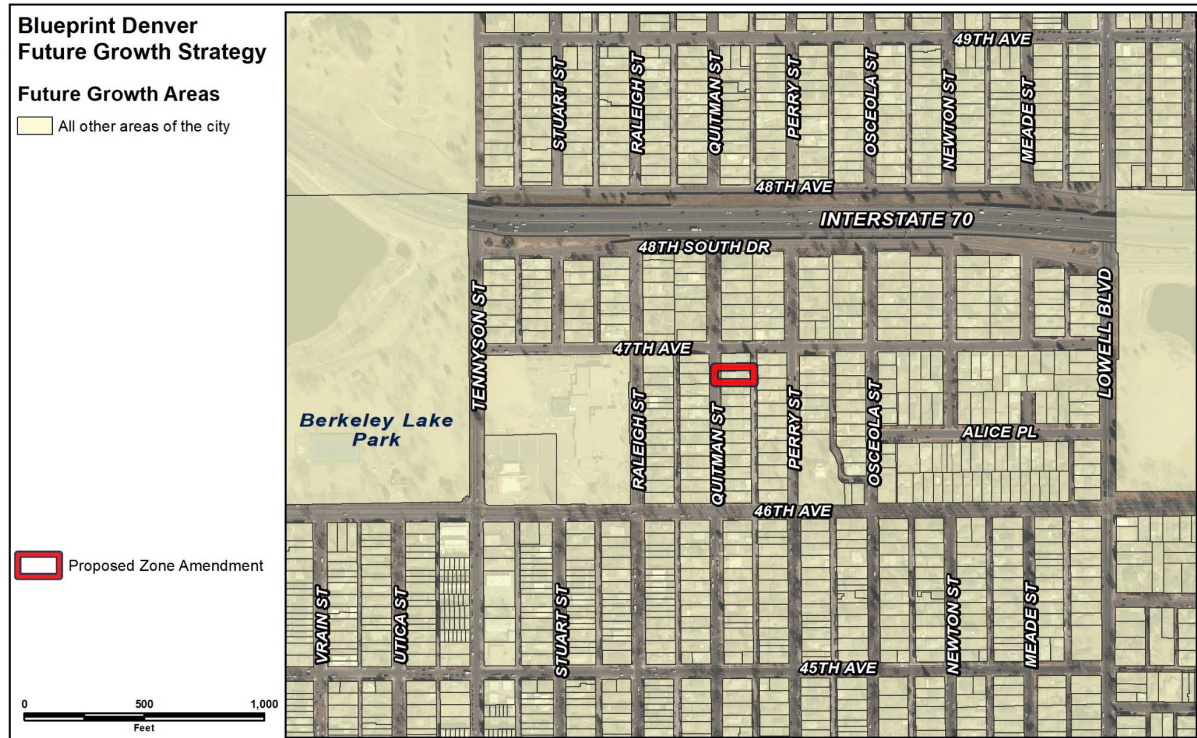 Blueprint Denver
Future Growth Strategy
Future Growth Areas
All other areas of the city
Proposed Zone Amendment
0 500 1,000
Feet
49TH AVE
STUART ST
RALEIGH ST
QUITMAN ST
PERRY ST
OSCEOLA ST
NEWTON ST
MEADE ST
48TH AVE
INTERSTATE 70
48TH SOUTH DR
TENNYSON ST
LOWELL BLVD
47TH AVE
Berkeley Lake
Park
RALEIGH ST
QUITMAN ST
PERRY ST
OSCEOLA ST
ALICE PL
46TH AVE
VRAIN ST
UTICA ST
STUART ST
NEWTON ST
MEADE ST
45TH AVE